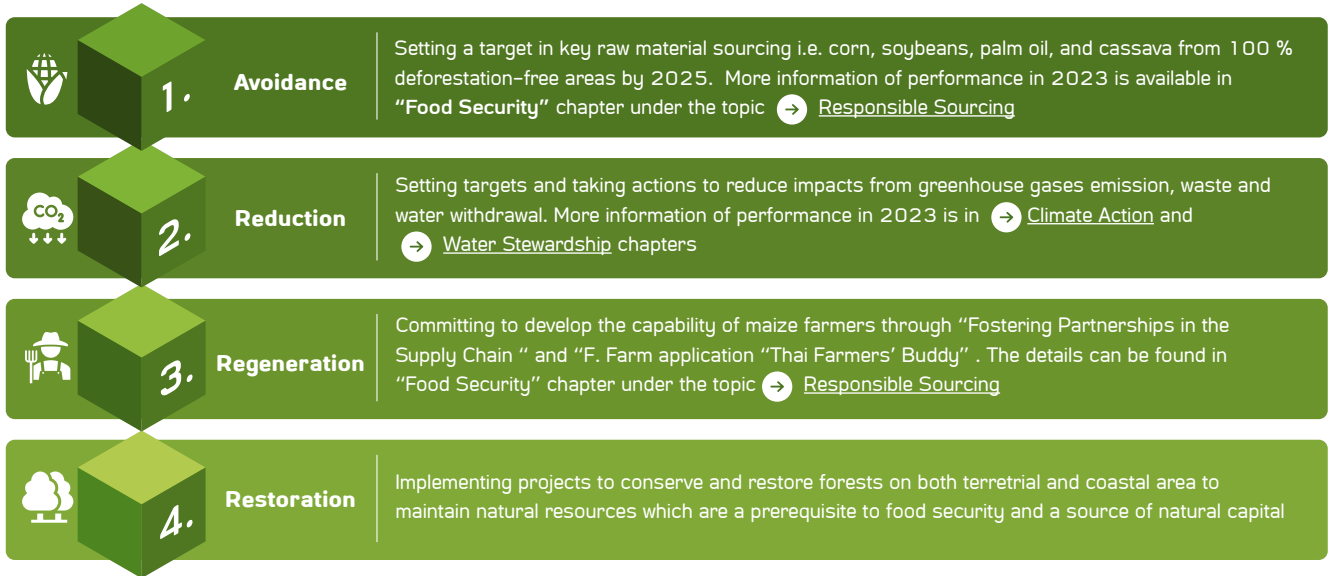 1.
Avoidance
Setting a target in key raw material sourcing i.e. corn, soybeans, palm oil, and cassava from 100 %
deforestation-free areas by 2025.  More information of performance in 2023 is available in
“Food Security” chapter under the topic → Responsible Sourcing
CO2
2.
Reduction
Setting targets and taking actions to reduce impacts from greenhouse gases emission, waste and
water withdrawal. More information of performance in 2023 is in → Climate Action and
→ Water Stewardship chapters
3.
Regeneration
Committing to develop the capability of maize farmers through “Fostering Partnerships in the
Supply Chain “ and “F. Farm application “Thai Farmers’ Buddy” . The details can be found in
“Food Security” chapter under the topic → Responsible Sourcing
4.
Restoration
Implementing projects to conserve and restore forests on both terretrial and coastal area to
maintain natural resources which are a prerequisite to food security and a source of natural capital